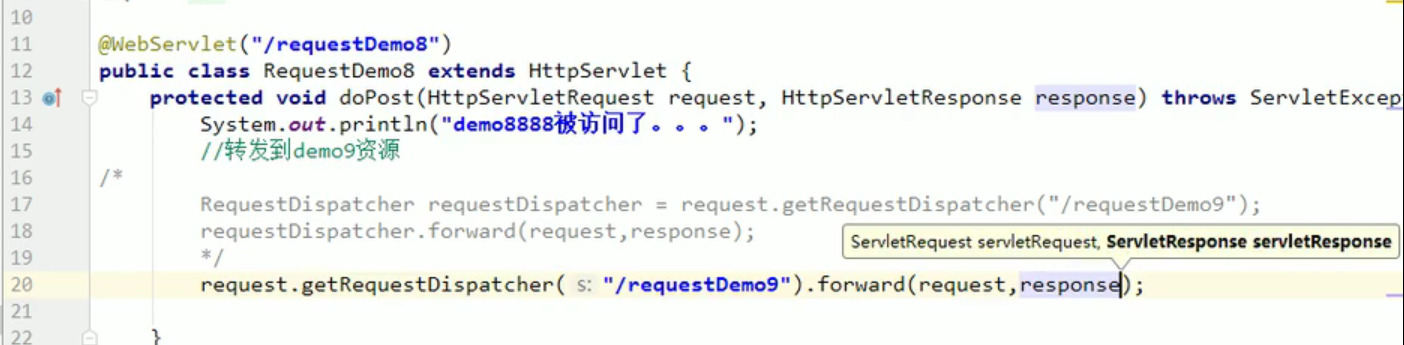 10
11 @WebServlet("/requestDemo8")
12 public class RequestDemo8 extends HttpServlet {
13 protected void doPost(HttpServletRequest request, HttpServletResponse response) throws ServletExcep
14 System.out.println("demo8888被访问了。。。");
15 //转发到demo9资源
16 /*
17 RequestDispatcher requestDispatcher = request.getRequestDispatcher("/requestDemo9");
18 requestDispatcher.forward(request,response);
ServletRequest servletRequest, ServletResponse servletResponse
19 */
20 request.getRequestDispatcher( s: "/requestDemo9").forward(request,response);
21
22 }